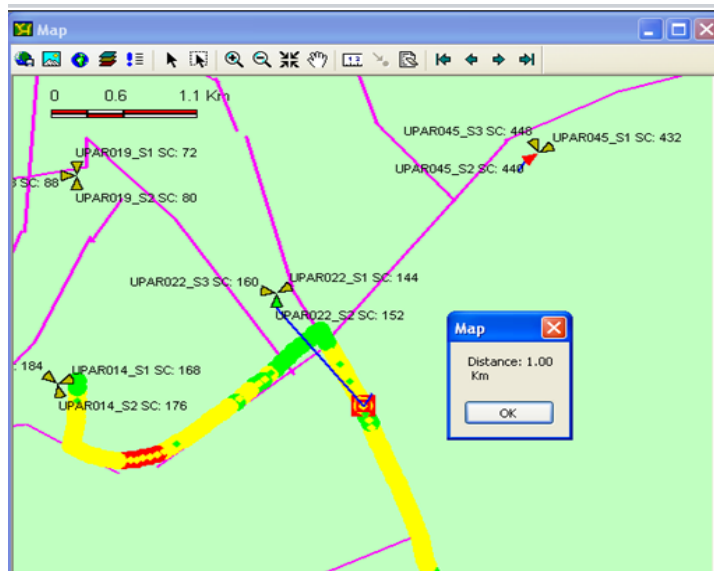 Map
0 0.6 1.1 Km
UPAR045_S3 SC: 448
UPAR045_S1 SC: 432
UPAR019_S1 SC: 72
UPAR045_S2 SC: 440
SC: 88
UPAR019_S2 SC: 80
UPAR022_S1 SC: 144
UPAR022_S3 SC: 160
UPAR022_S2 SC: 152
Map
Distance: 1.00
Km
OK
184
UPAR014_S1 SC: 168
UPAR014_S2 SC: 176